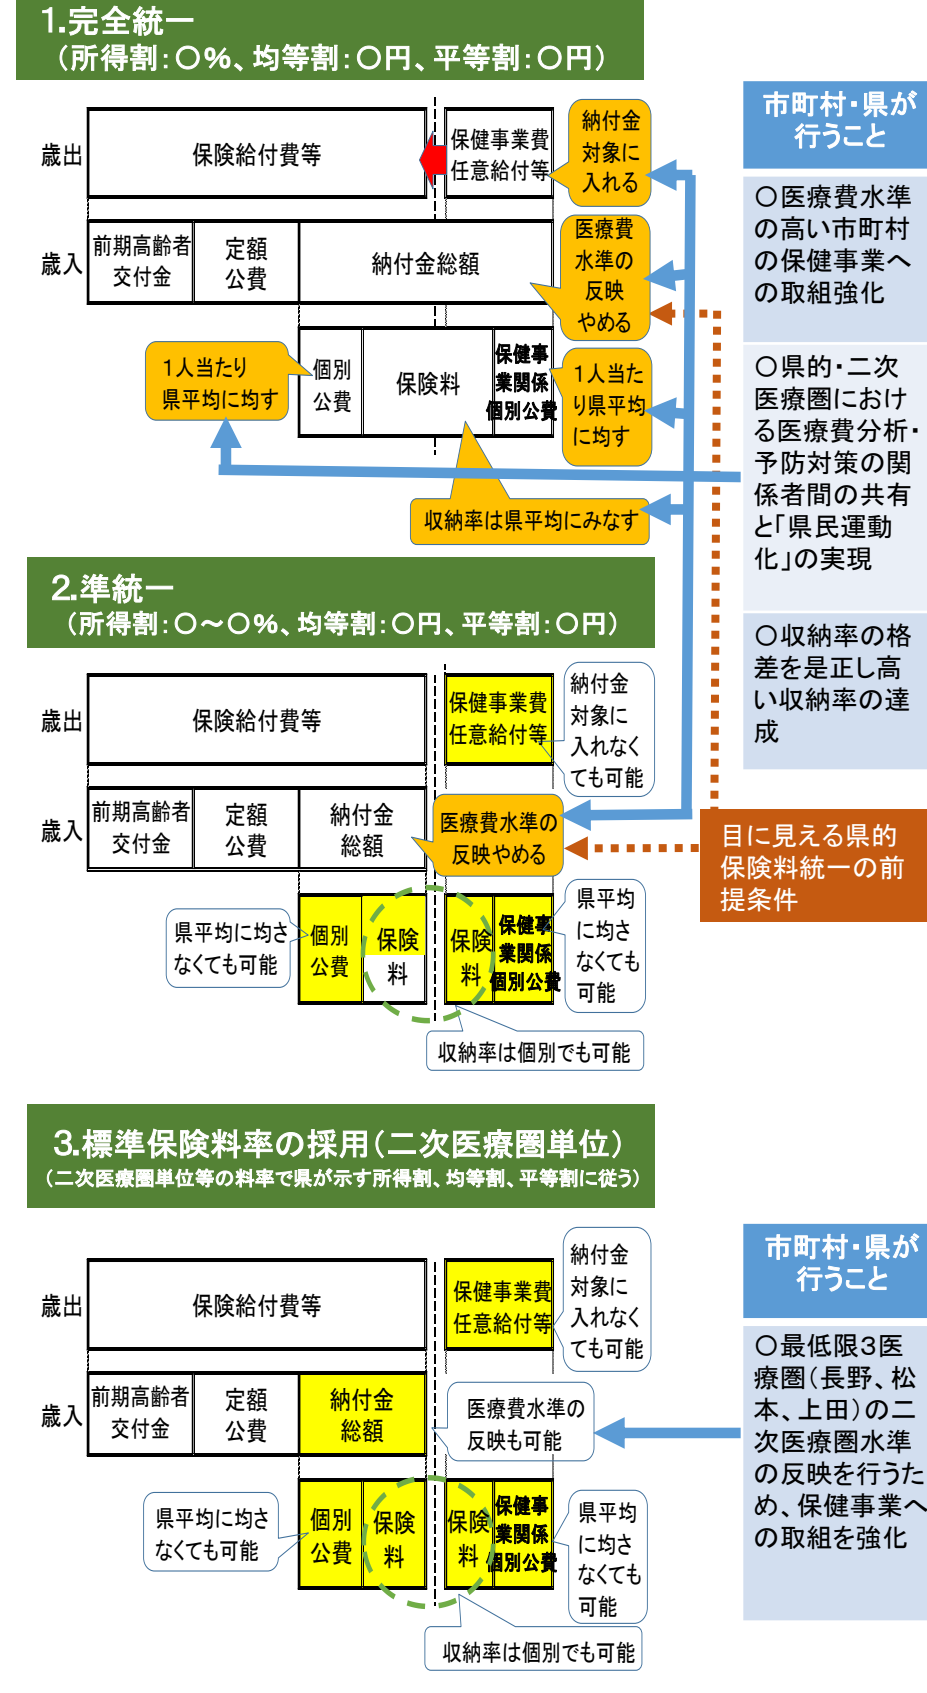 1.完全統一
（所得割：○％、均等割：○円、平等割：○円）
歳出
保険給付費等
保健事業費
任意給付等
納付金
対象に
入れる
歳入
前期高齢者
交付金
定額
公費
納付金総額
医療費
水準の
反映
やめる
1人当たり
県平均に均す
個別
公費
保険料
保健事
業関係
個別公費
1人当た
り県平均
に均す
収納率は県平均にみなす
市町村・県が
行うこと
○医療費水準
の高い市町村
の保健事業へ
の取組強化
○県的・二次
医療圏におけ
る医療費分析・
予防対策の関
係者間の共有
と「県民運動
化」の実現
○収納率の格
差を是正し高
い収納率の達
成
目に見える県的
保険料統一の前
提条件
2.準統一
（所得割：○～○％、均等割：○円、平等割：○円）
歳出
保険給付費等
保健事業費
任意給付等
納付金
対象に
入れなく
ても可能
歳入
前期高齢者
交付金
定額
公費
納付金
総額
医療費水準の
反映やめる
県平均に均さ
なくても可能
個別
公費
保険
料
保険
料
保健事
業関係
個別公費
県平均
に均さ
なくても
可能
収納率は個別でも可能
3.標準保険料率の採用（二次医療圏単位）
（二次医療圏単位等の料率で県が示す所得割、均等割、平等割に従う）
歳出
保険給付費等
保健事業費
任意給付等
納付金
対象に
入れなく
ても可能
歳入
前期高齢者
交付金
定額
公費
納付金
総額
医療費水準の
反映も可能
県平均に均さ
なくても可能
個別
公費
保険
料
保険
料
保健事
業関係
個別公費
県平均
に均さ
なくても
可能
収納率は個別でも可能
市町村・県が
行うこと
○最低限3医
療圏（長野、松
本、上田）の二
次医療圏水準
の反映を行うた
め、保健事業へ
の取組を強化